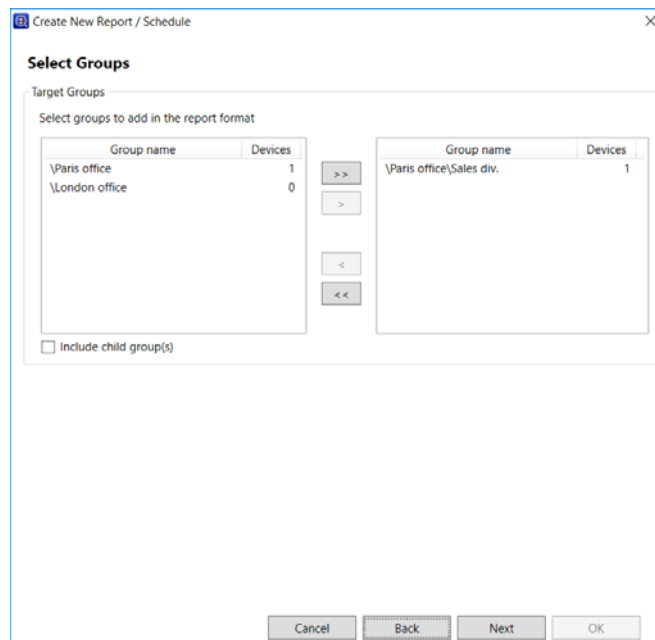 Create New Report / Schedule
Select Groups
Target Groups
Select groups to add in the report format
Group name Devices
\Paris office 1
\London office 0
>>
>
<
<<
Group name Devices
\Paris office\Sales div. 1
Include child group(s)
Cancel Back Next OK